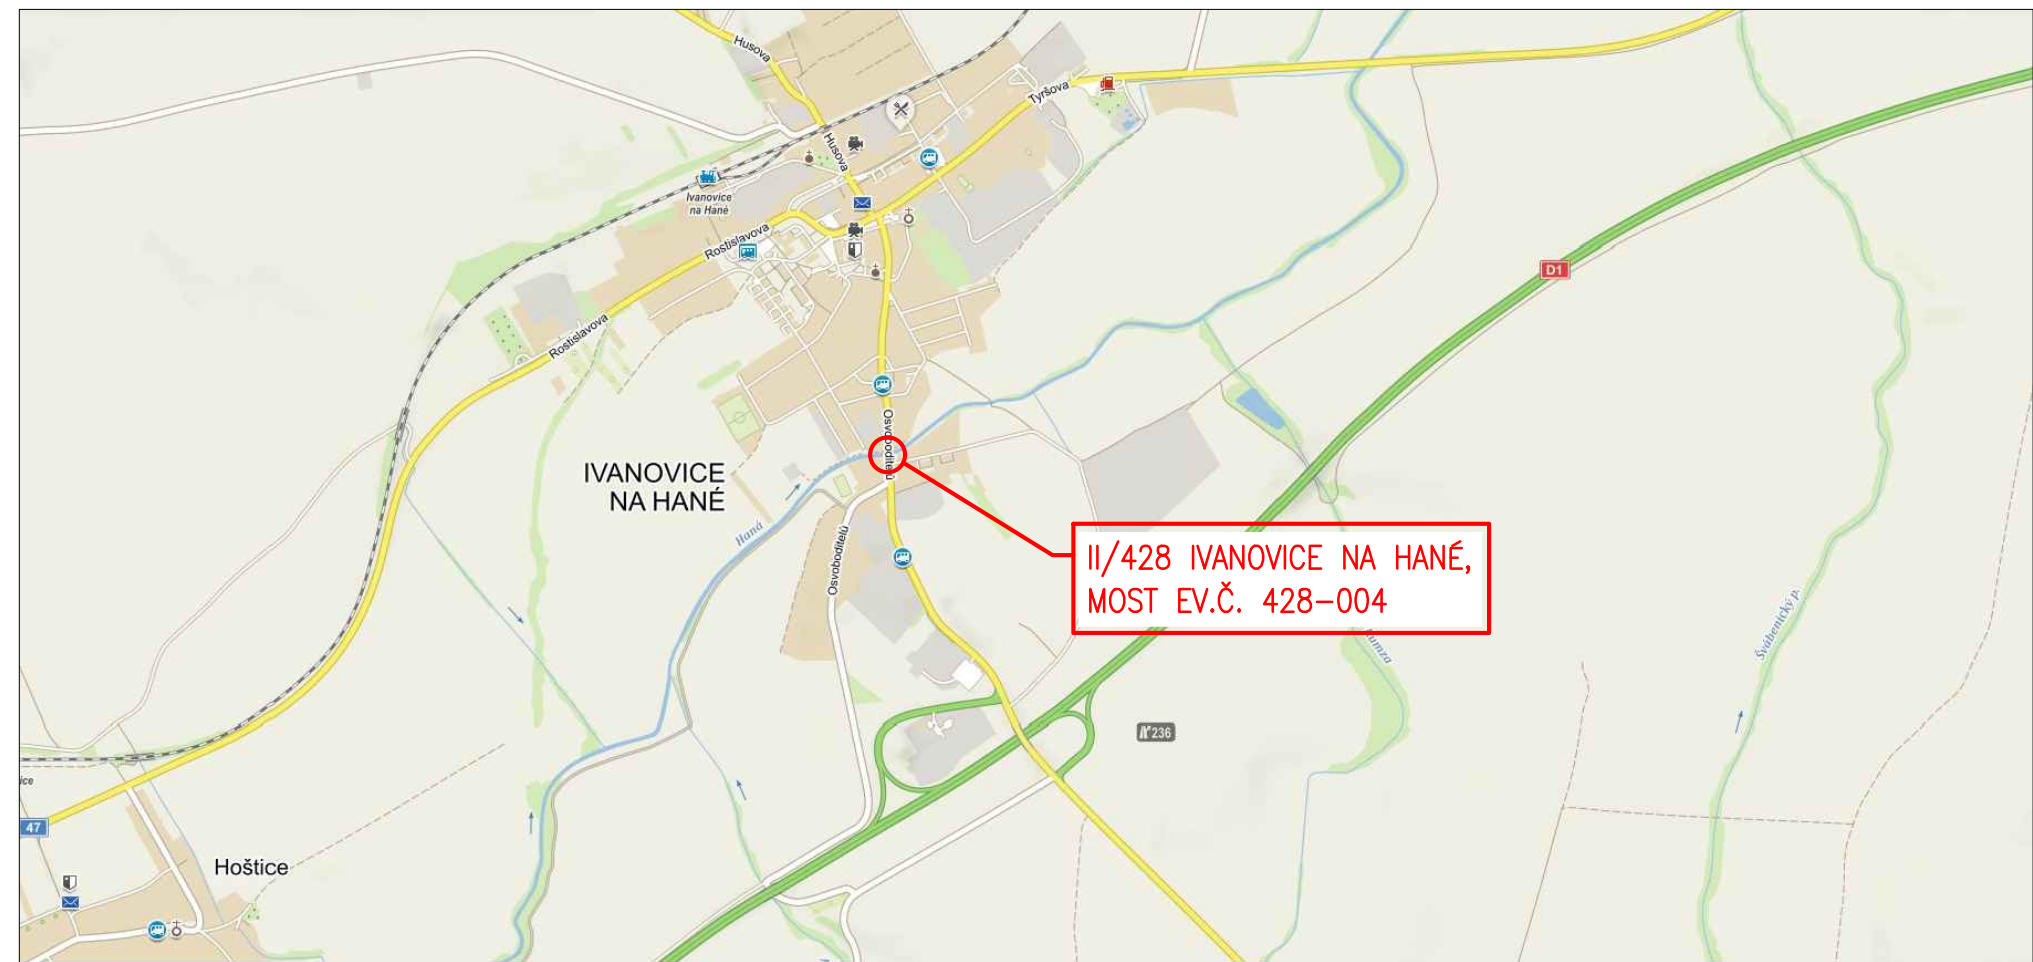 Husova
Tyršova
Husova
Ivanovice
na Hané
Rostislavova
D1
Rostislavova
Osvoboditelů
IVANOVICE
NA HANÉ
Haná
Osvoboditelů
II/428 IVANOVICE NA HANÉ,
MOST EV.Č. 428-004
Švábenický p.
236
47
Hoštice